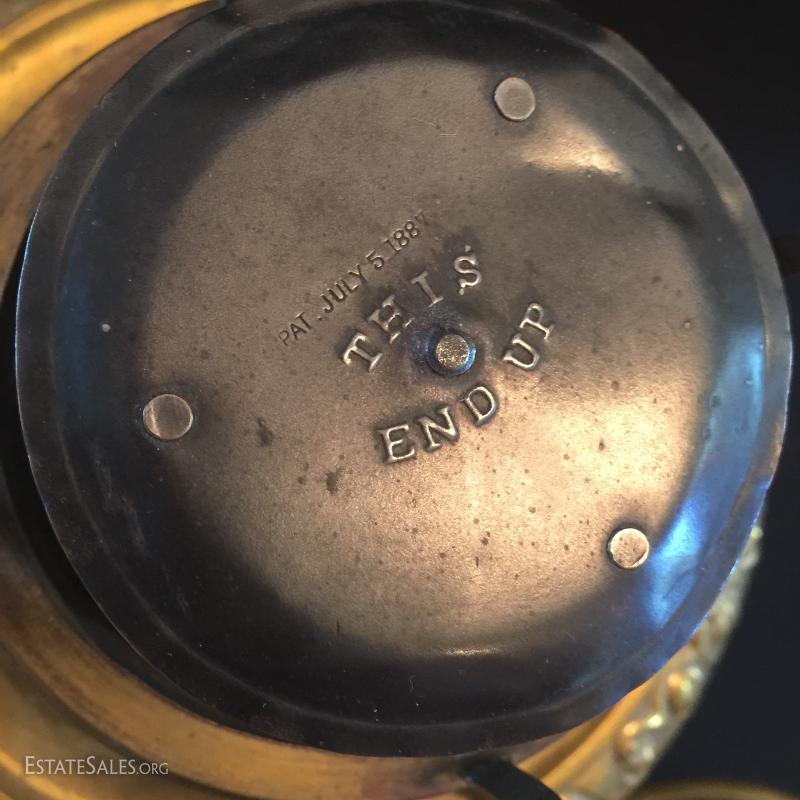 PAT. JULY 5. 1887
THIS
END UP
ESTATESALES.ORG